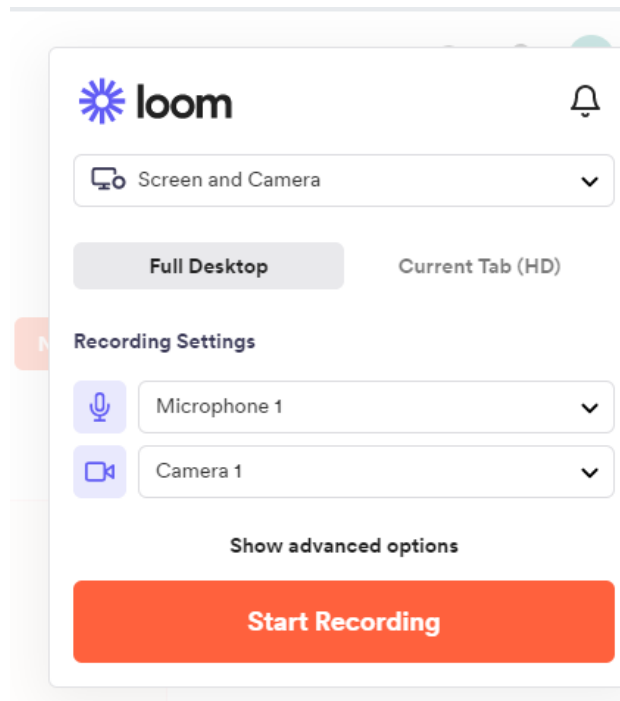 loom
Screen and Camera
Full Desktop Current Tab (HD)
N
Recording Settings
Microphone 1
Camera 1
Show advanced options
Start Recording